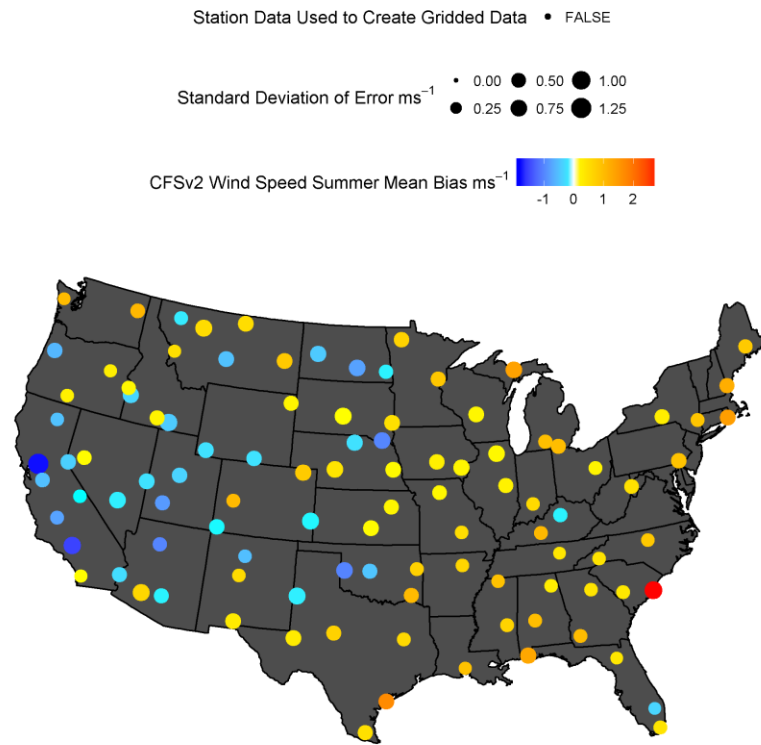 Station Data Used to Create Gridded Data FALSE
Standard Deviation of Error ms⁻¹ 0.00 0.50 1.00
0.25 0.75 1.25
CFSv2 Wind Speed Summer Mean Bias ms⁻¹
-1 0 1 2